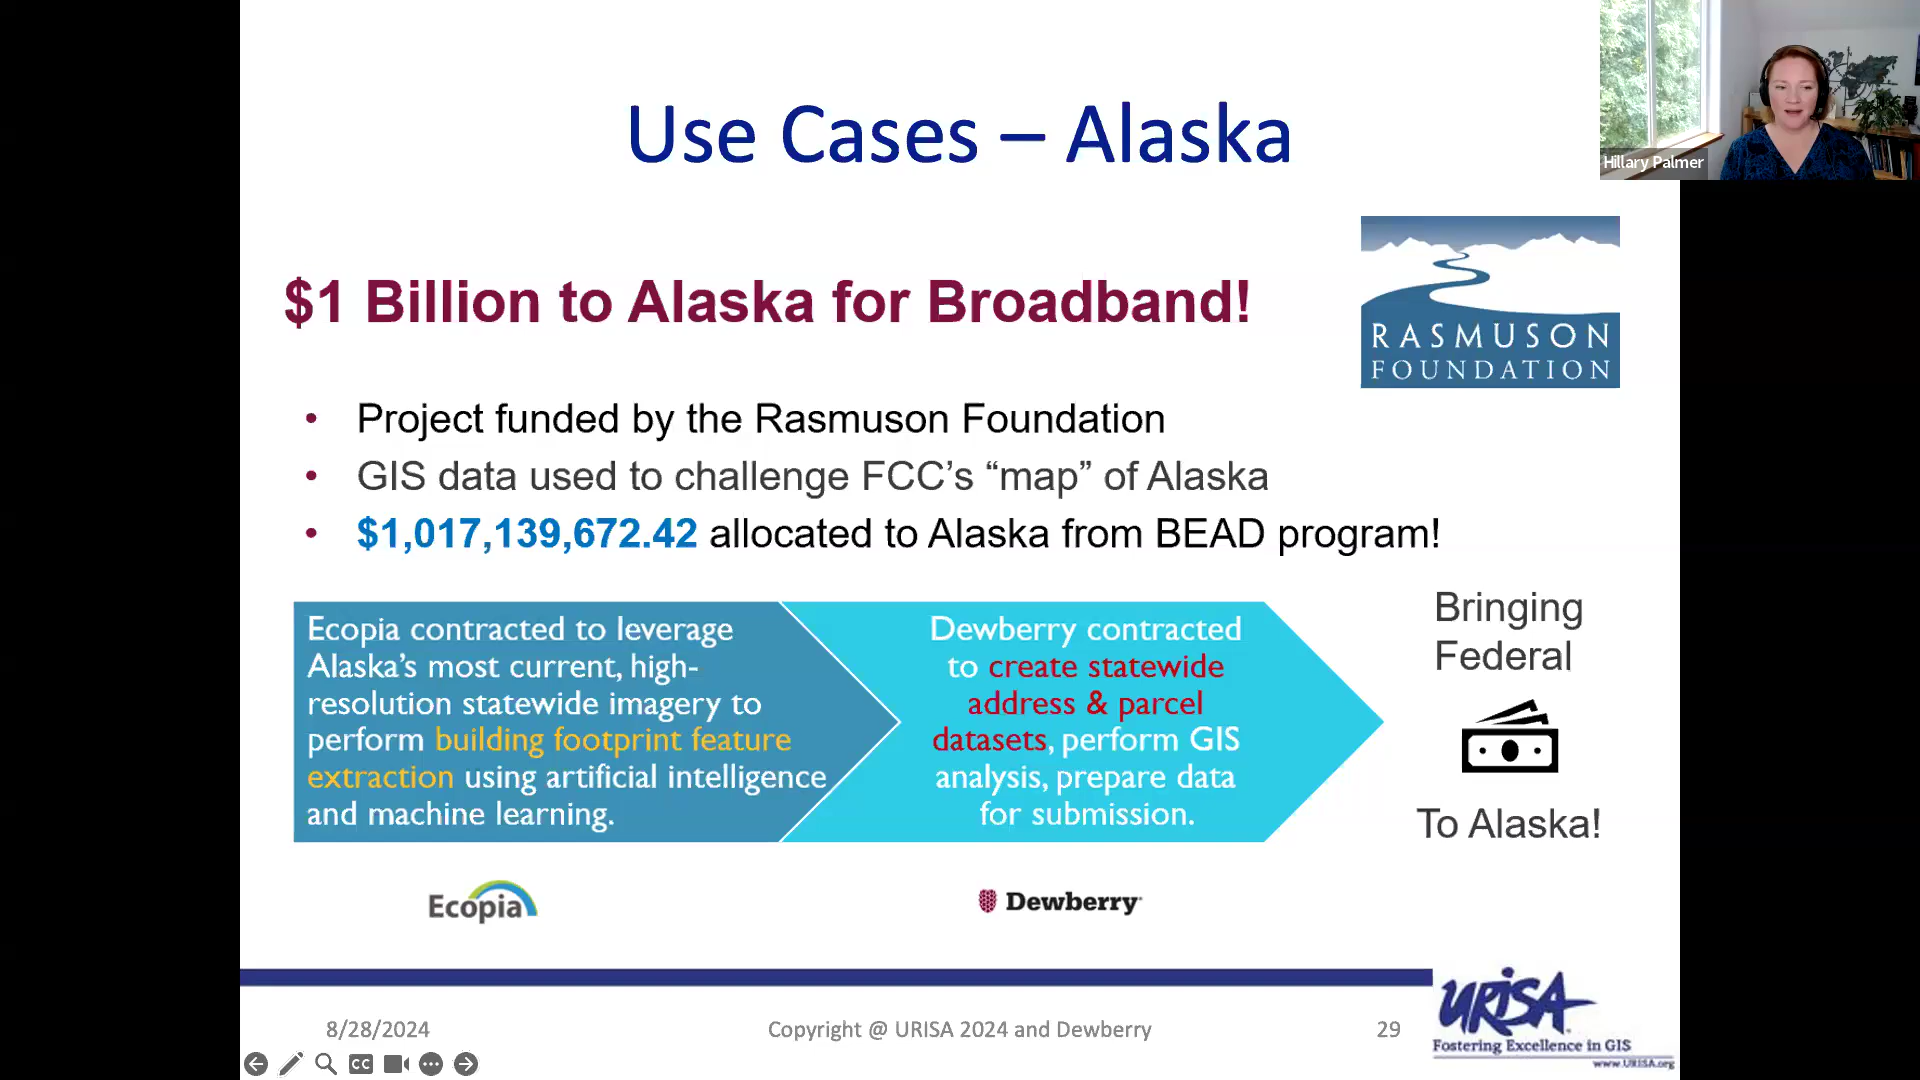 Use Cases – Alaska
Hillary Palmer
$1 Billion to Alaska for Broadband!
RASMUSON
FOUNDATION
• Project funded by the Rasmuson Foundation
• GIS data used to challenge FCC’s “map” of Alaska
• $1,017,139,672.42 allocated to Alaska from BEAD program!
Ecopia contracted to leverage
Alaska’s most current, high-
resolution statewide imagery to
perform building footprint feature
extraction using artificial intelligence
and machine learning.
Dewberry contracted
to create statewide
address & parcel
datasets, perform GIS
analysis, prepare data
for submission.
Bringing
Federal
To Alaska!
Ecopia
Dewberry
8/28/2024
Copyright @ URISA 2024 and Dewberry
29
URISA
Fostering Excellence in GIS
www.URISA.org
CC